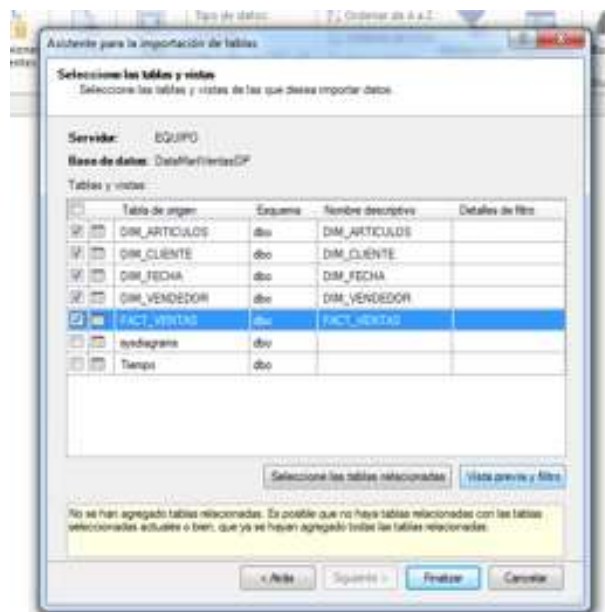 Tipo de datos: Ordenar de A a Z
Asistente para la importación de tablas
Seleccione las tablas y vistas
Seleccione las tablas y vistas de las que desea importar datos.
Servidor: EQUIPO
Base de datos: DataMartVentasDP
Tablas y vistas:
Tabla de origen Esquema Nombre descriptivo Detalles de filtro
DIM_ARTICULOS dbo DIM_ARTICULOS
DIM_CLIENTE dbo DIM_CLIENTE
DIM_FECHA dbo DIM_FECHA
DIM_VENDEDOR dbo DIM_VENDEDOR
FACT_VENTAS dbo FACT_VENTAS
sysdiagrams dbo
Tiempo dbo
Seleccione las tablas relacionadas Vista previa y filtro
No se han agregado tablas relacionadas. Es posible que no haya tablas relacionadas con las tablas
seleccionadas actuales o bien, que ya se hayan agregado todas las tablas relacionadas.
< Atrás Siguiente > Finalizar Cancelar